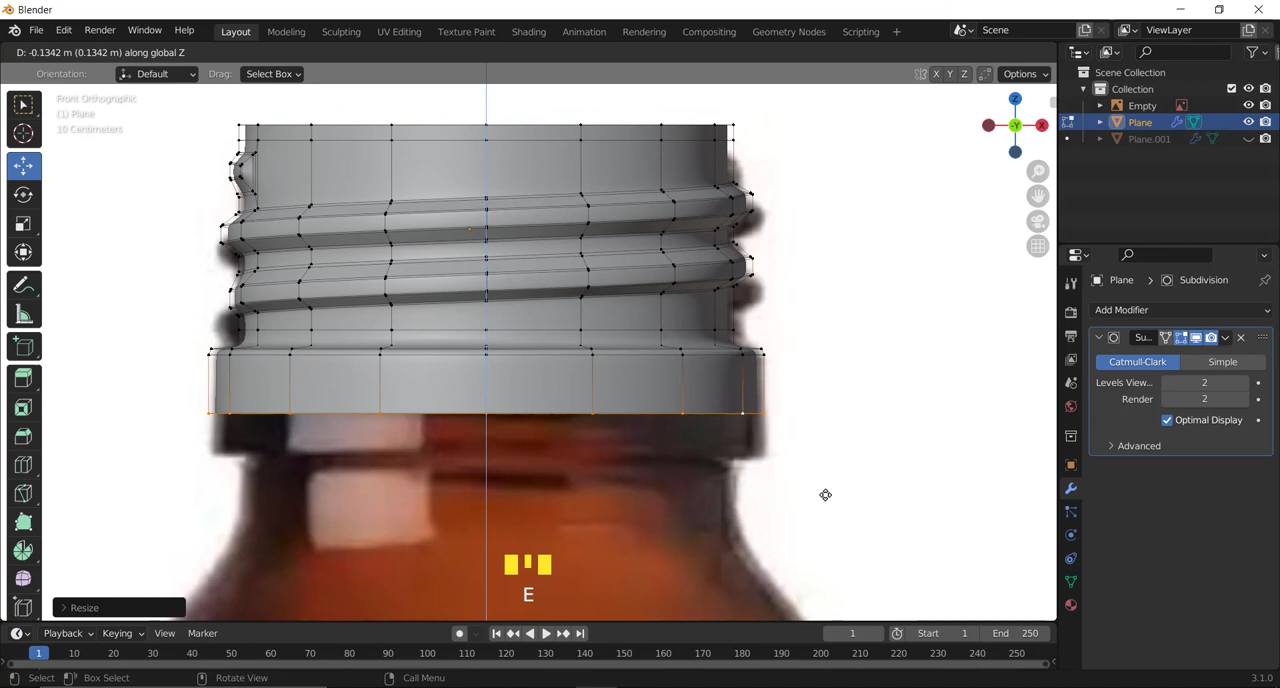 Blender
File Edit Render Window Help Layout Modeling Sculpting UV Editing Texture Paint Shading Animation Rendering Compositing Geometry Nodes Scripting + Scene ViewLayer
D: -0.1342 m (0.1342 m) along global Z
Orientation: Default Drag: Select Box X Y Z Options
Front Orthographic
(1) Plane
10 Centimeters
Z
-Y X
Scene Collection
Collection
Empty
Plane
Plane.001
Plane > Subdivision
Add Modifier
Su...
Catmull-Clark Simple
Levels View... 2
Render 2
Optimal Display
Advanced
E
Resize
Playback Keying View Marker 1 Start 1 End 250
1 10 20 30 40 50 60 70 80 90 100 110 120 130 140 150 160 170 180 190 200 210 220 230 240 250
Select Box Select Rotate View Call Menu 3.1.0